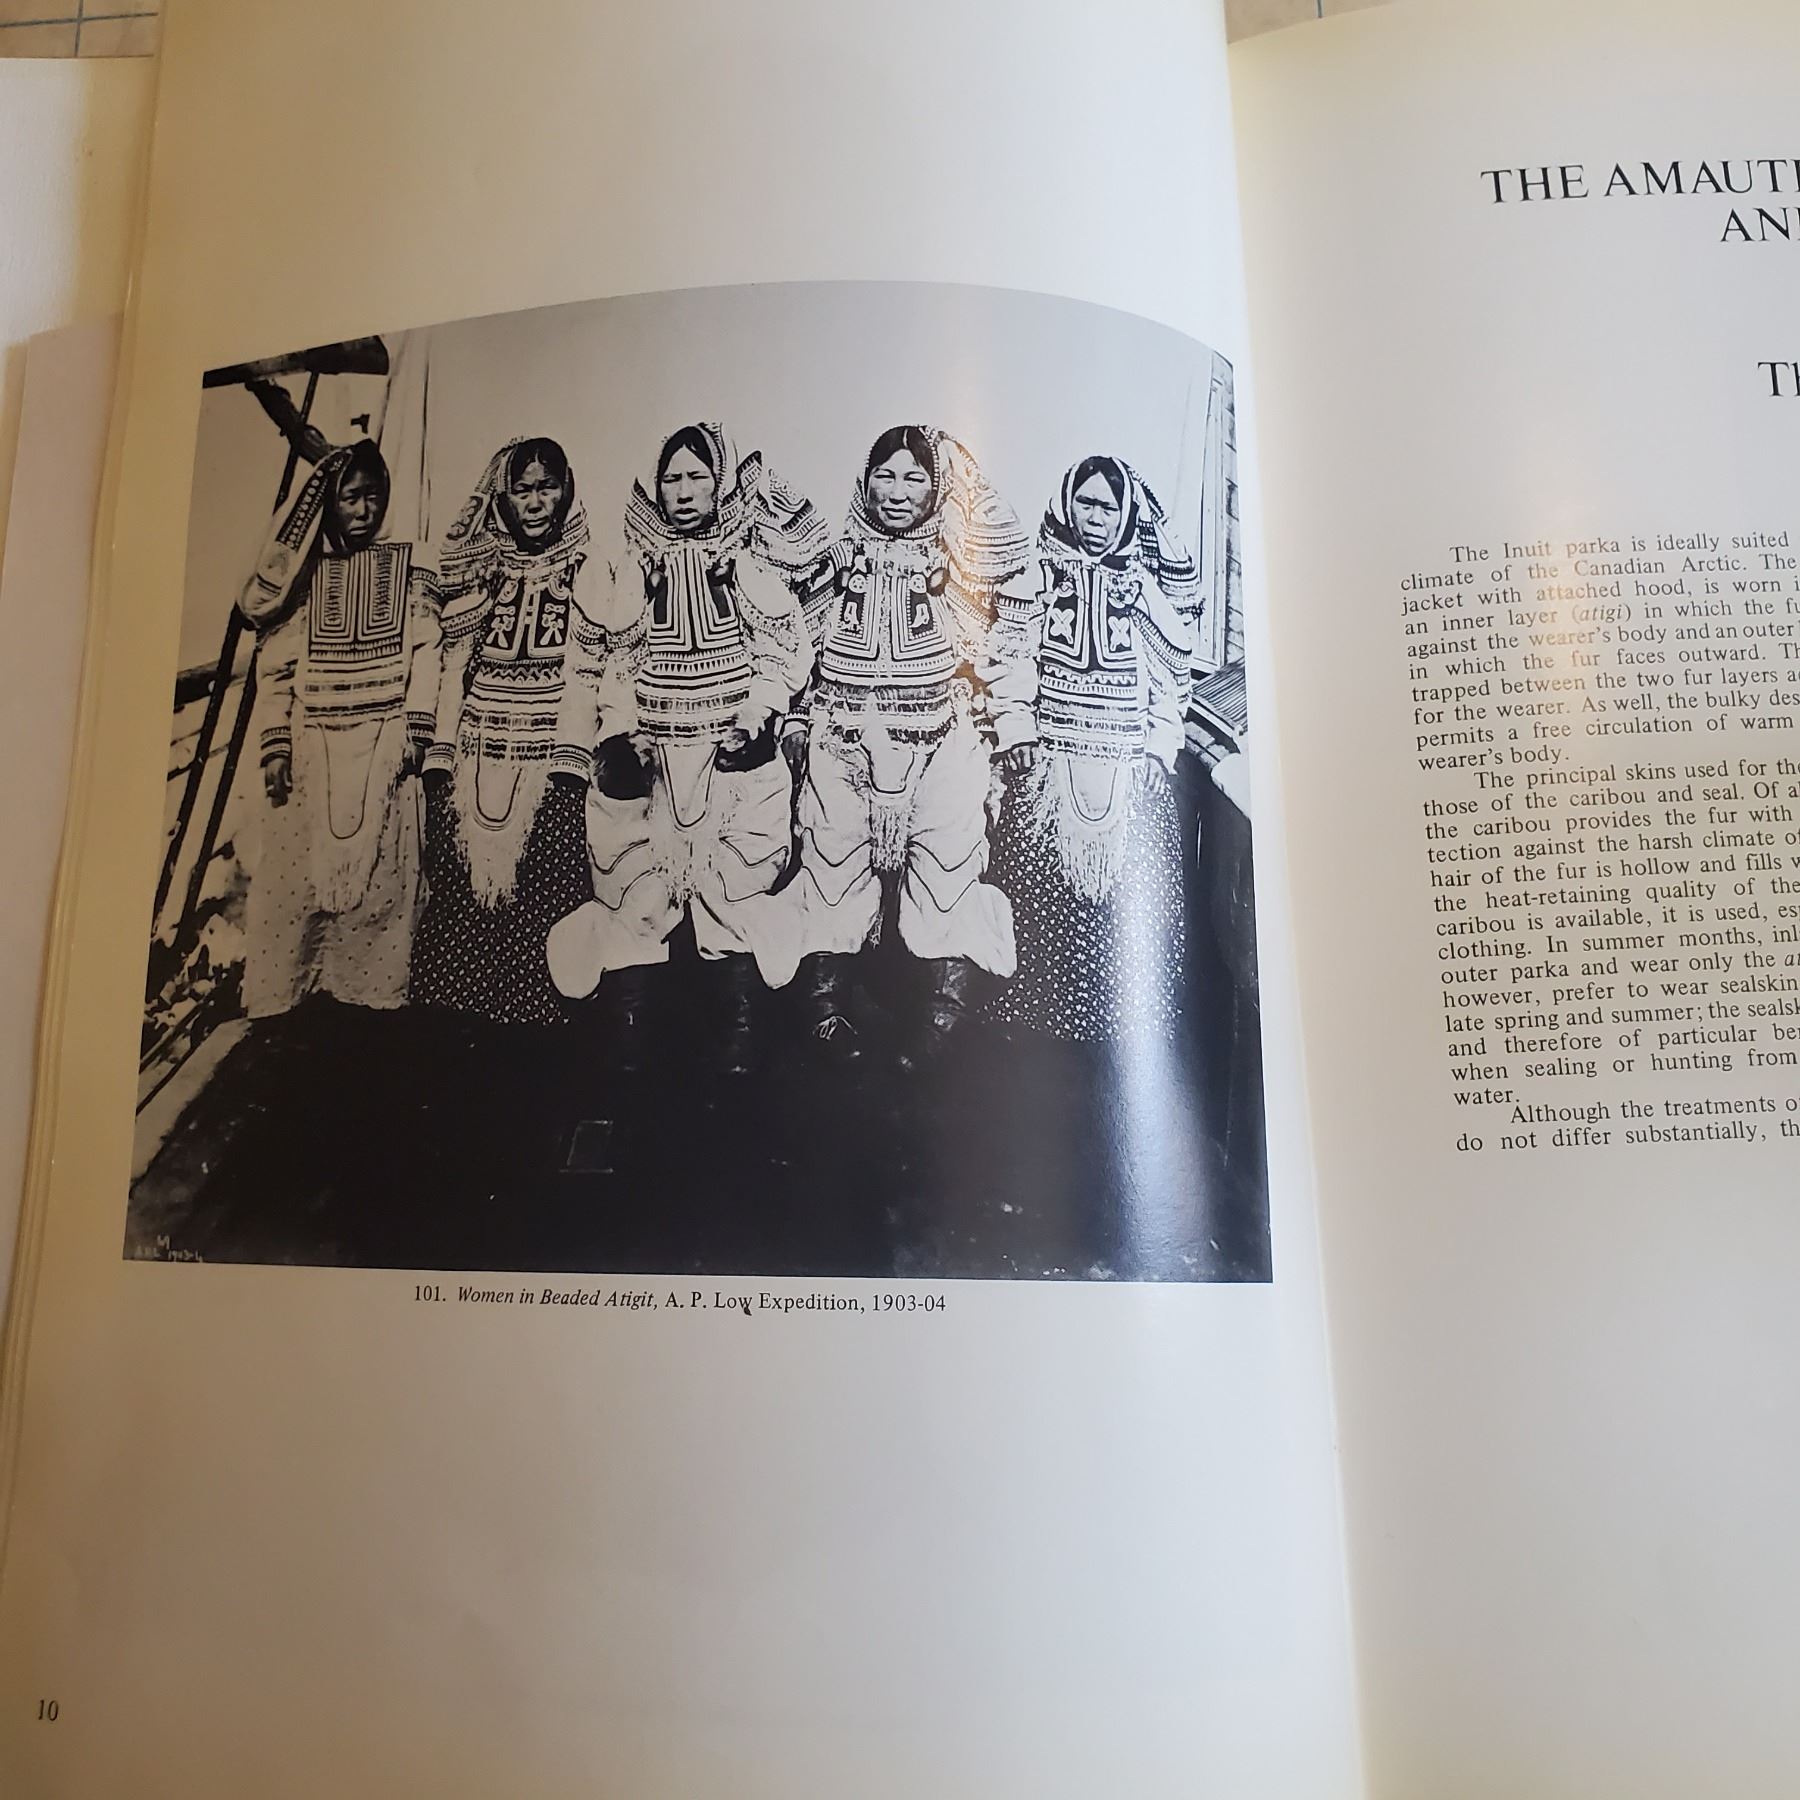 101. Women in Beaded Atigit, A. P. Low Expedition, 1903-04
10
THE AMAUTI
AN
T
The Inuit parka is ideally suited
climate of the Canadian Arctic. The
jacket with attached hood, is worn i
an inner layer (atigi) in which the fu
against the wearer's body and an outer
in which the fur faces outward. Th
trapped between the two fur layers a
for the wearer. As well, the bulky des
permits a free circulation of warm
wearer's body.
The principal skins used for the
those of the caribou and seal. Of a
the caribou provides the fur with
tection against the harsh climate of
hair of the fur is hollow and fills w
the heat-retaining quality of the
caribou is available, it is used, es
clothing. In summer months, inl
outer parka and wear only the at
however, prefer to wear sealskin
late spring and summer; the sealsk
and therefore of particular be
when sealing or hunting from
water.
Although the treatments of
do not differ substantially, th